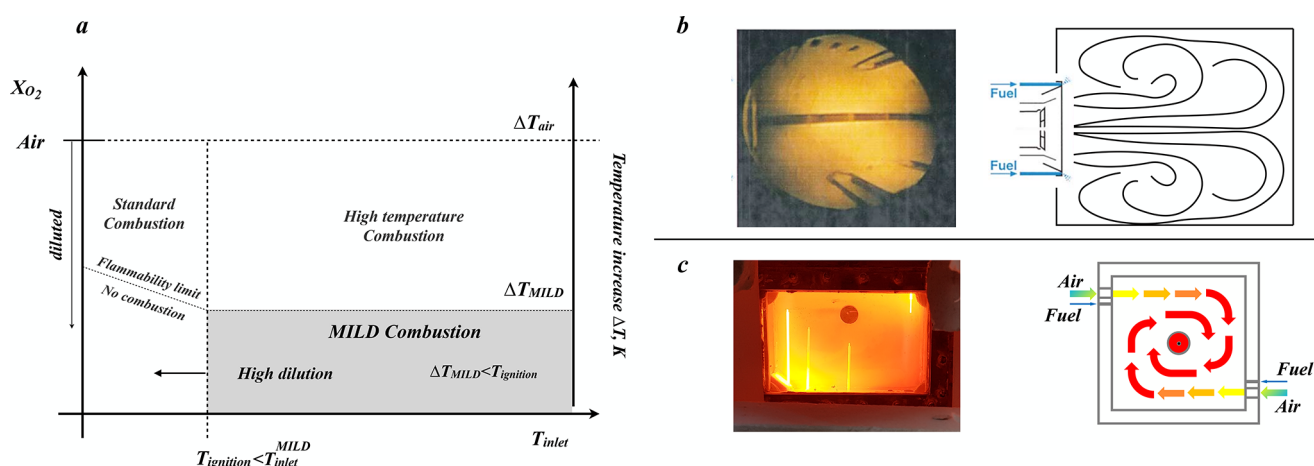 a
X_O2
Air
diluted
ΔT_air
Standard
Combustion
High temperature
Combustion
Flammability limit
No combustion
ΔT_MILD
MILD Combustion
High dilution
ΔT_MILD<T_ignition
Temperature increase ΔT, K
T_inlet
T_ignition<T_inlet^MILD
b
Fuel
Fuel
c
Air
Fuel
Fuel
Air